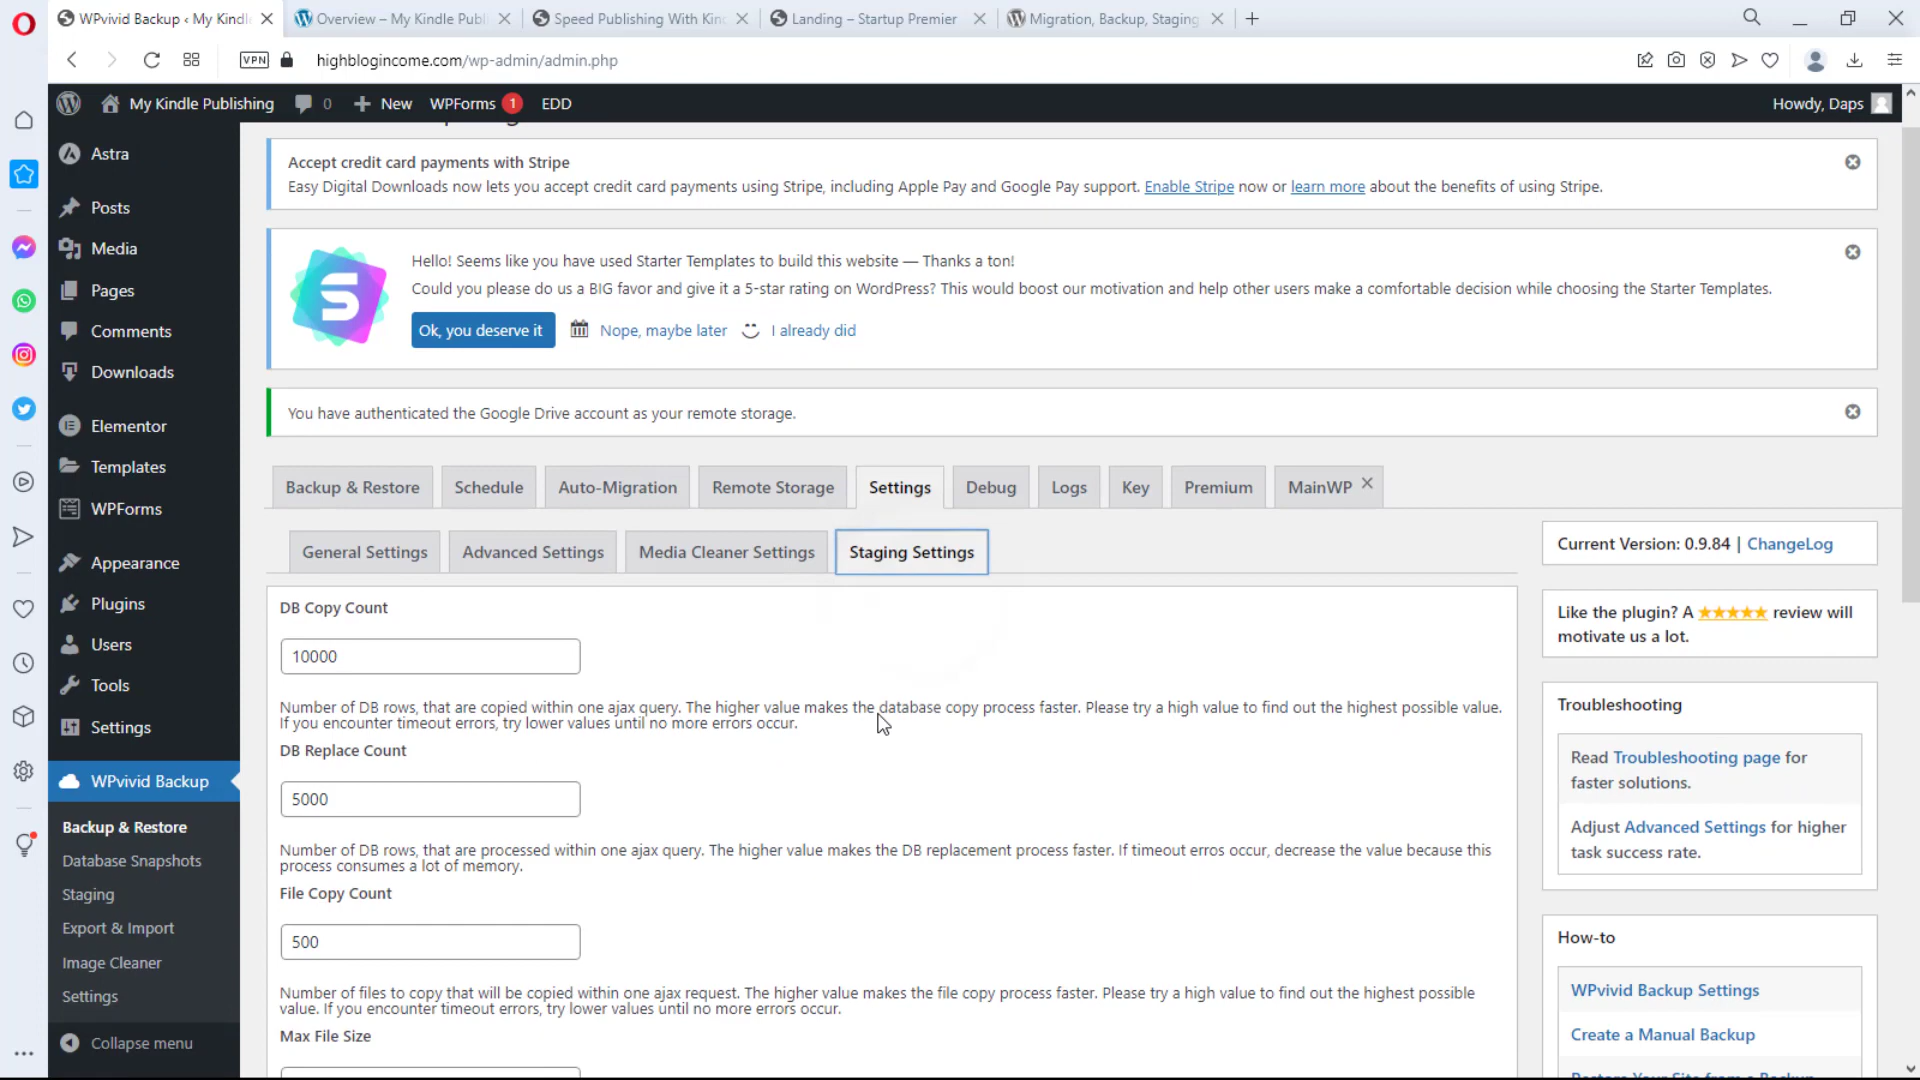 WPvivid Backup ‹ My Kindl
Overview – My Kindle Publ
Speed Publishing With Kin
Landing – Startup Premier
Migration, Backup, Staging
VPN
highblogincome.com/wp-admin/admin.php
My Kindle Publishing
0
New
WPForms 1
EDD
Howdy, Daps
Astra
Posts
Media
Pages
Comments
Downloads
Elementor
Templates
WPForms
Appearance
Plugins
Users
Tools
Settings
WPvivid Backup
Backup & Restore
Database Snapshots
Staging
Export & Import
Image Cleaner
Settings
Collapse menu
Accept credit card payments with Stripe
Easy Digital Downloads now lets you accept credit card payments using Stripe, including Apple Pay and Google Pay support. Enable Stripe now or learn more about the benefits of using Stripe.
Hello! Seems like you have used Starter Templates to build this website — Thanks a ton!
Could you please do us a BIG favor and give it a 5-star rating on WordPress? This would boost our motivation and help other users make a comfortable decision while choosing the Starter Templates.
Ok, you deserve it
Nope, maybe later
I already did
You have authenticated the Google Drive account as your remote storage.
Backup & Restore
Schedule
Auto-Migration
Remote Storage
Settings
Debug
Logs
Key
Premium
MainWP
General Settings
Advanced Settings
Media Cleaner Settings
Staging Settings
DB Copy Count
10000
Number of DB rows, that are copied within one ajax query. The higher value makes the database copy process faster. Please try a high value to find out the highest possible value.
If you encounter timeout errors, try lower values until no more errors occur.
DB Replace Count
5000
Number of DB rows, that are processed within one ajax query. The higher value makes the DB replacement process faster. If timeout erros occur, decrease the value because this
process consumes a lot of memory.
File Copy Count
500
Number of files to copy that will be copied within one ajax request. The higher value makes the file copy process faster. Please try a high value to find out the highest possible
value. If you encounter timeout errors, try lower values until no more errors occur.
Max File Size
Current Version: 0.9.84 | ChangeLog
Like the plugin? A ★★★★★ review will
motivate us a lot.
Troubleshooting
Read Troubleshooting page for
faster solutions.
Adjust Advanced Settings for higher
task success rate.
How-to
WPvivid Backup Settings
Create a Manual Backup
Restore Your Site from a Backup